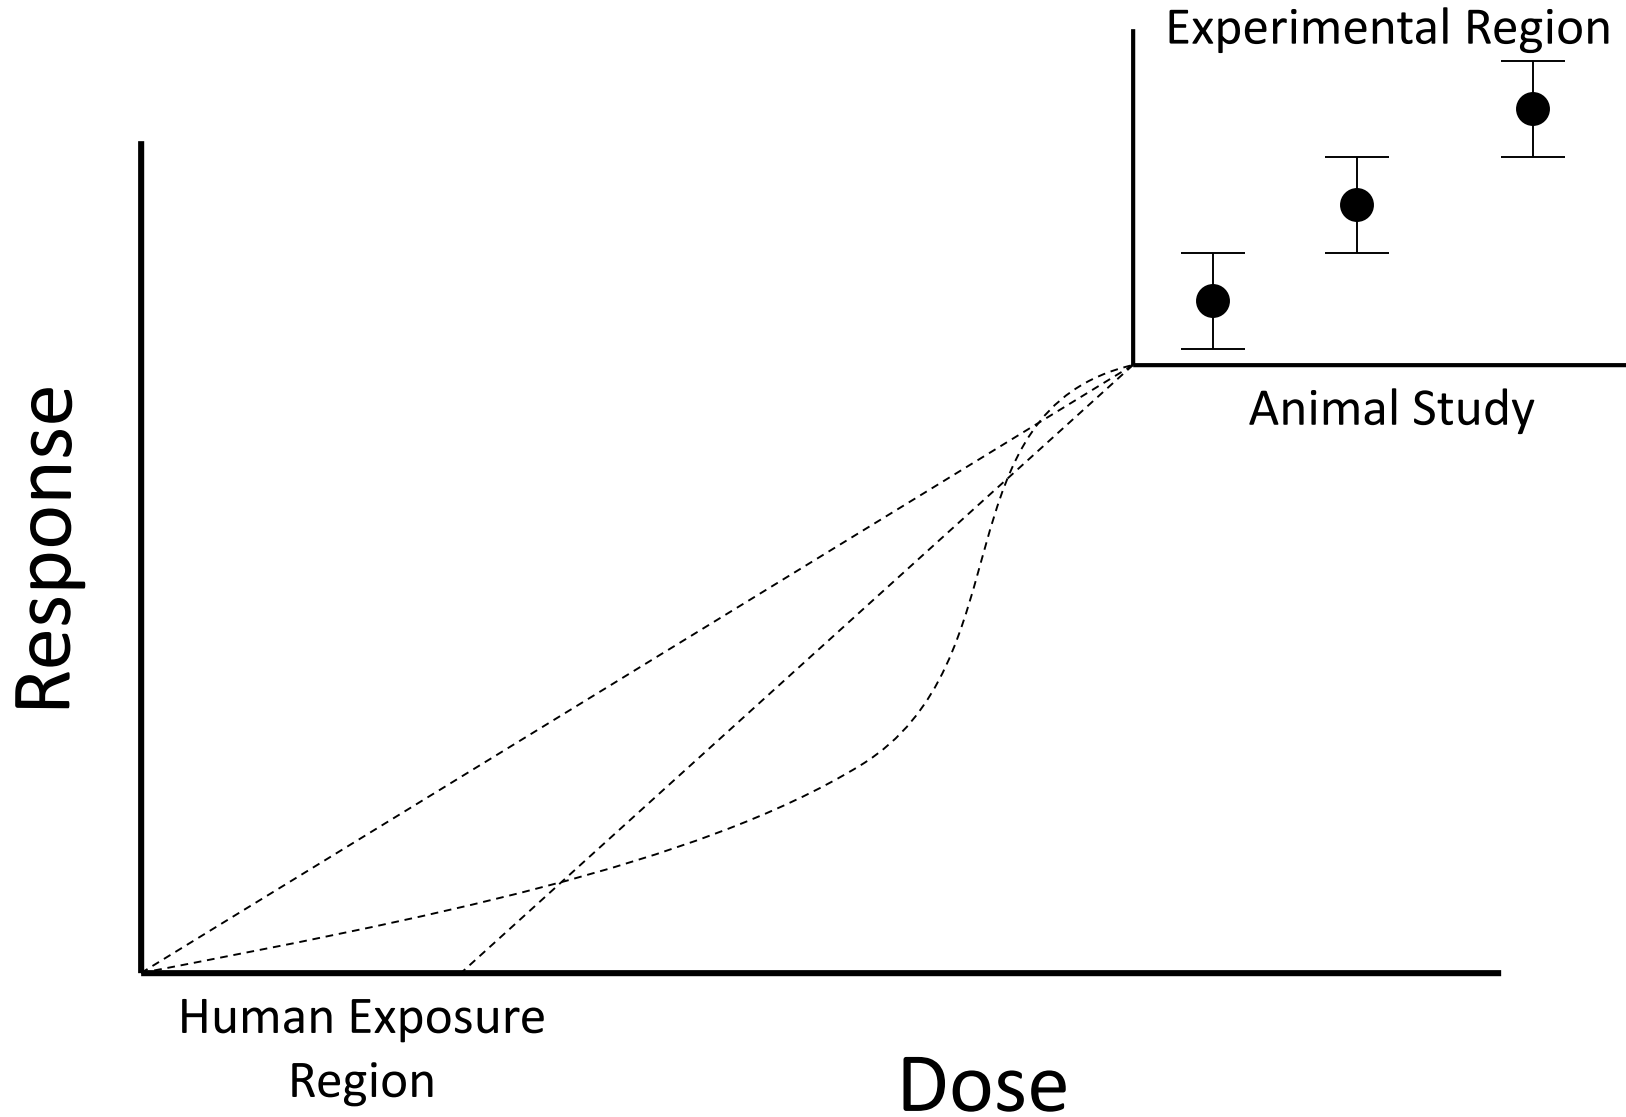 Experimental Region
Animal Study
Response
Human Exposure
Region
Dose